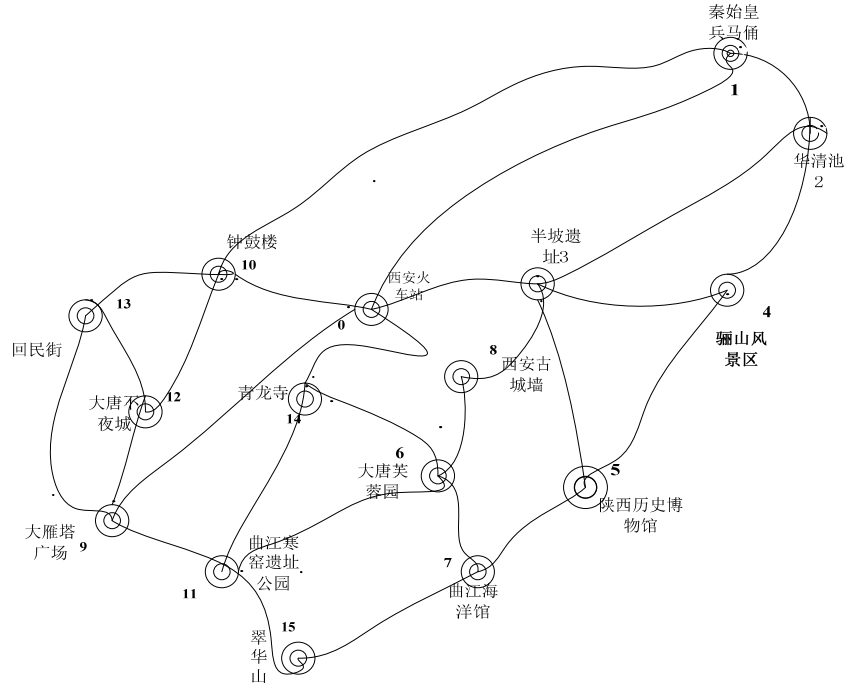 秦始皇
兵马俑
1
华清池
2
半坡遗
址3
钟鼓楼
10
西安火
车站
0
13
4
骊山风
景区
回民街
8
西安古
城墙
青龙寺
14
大唐不
夜城
12
6
大唐芙
蓉园
5
陕西历史博
物馆
大雁塔
广场
9
曲江寒
窑遗址
公园
11
7
曲江海
洋馆
15
翠
华
山